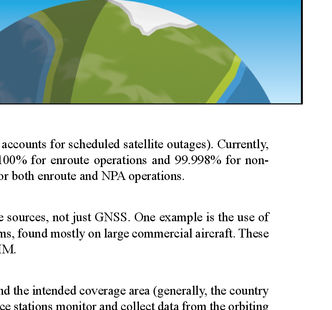 accounts for scheduled satellite outages). Currently,
100% for enroute operations and 99.998% for non-
or both enroute and NPA operations.
sources, not just GNSS. One example is the use of
found mostly on large commercial aircraft. These
nd the intended coverage area (generally, the country
stations monitor and collect data from the orbiting